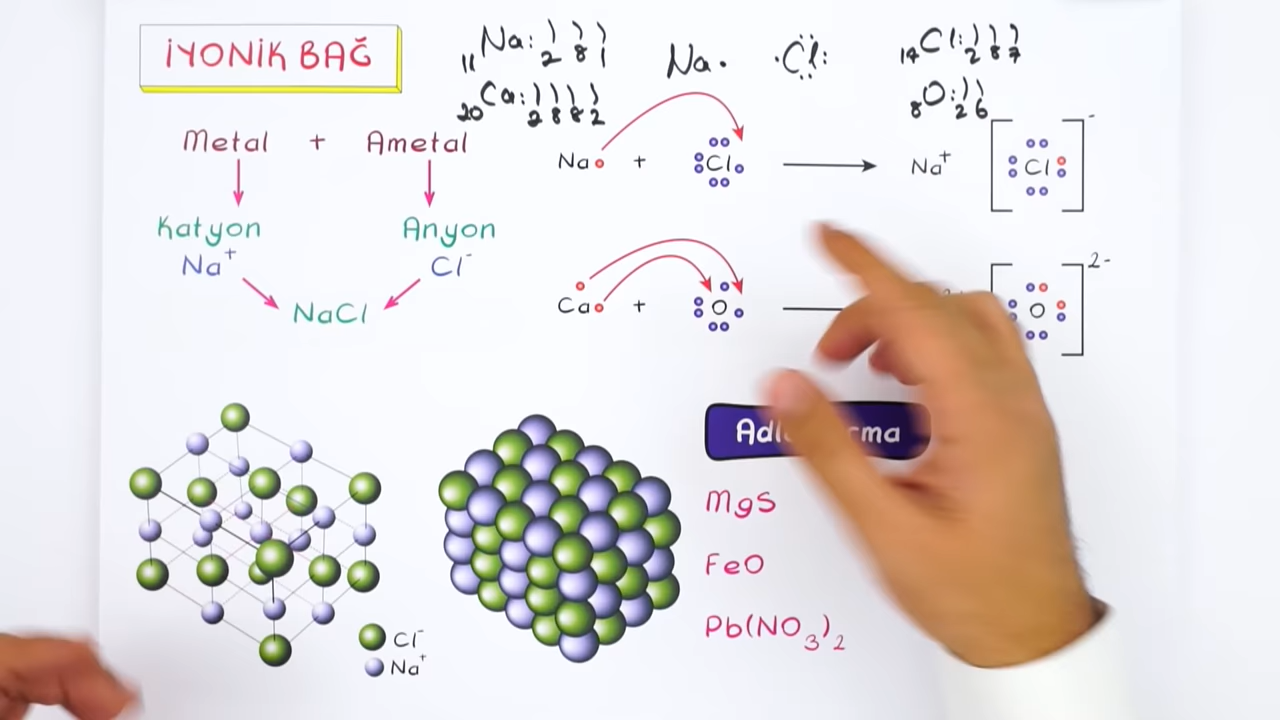 İYONİK BAĞ
11Na: ) ) )
2 8 1
Na·
·Cl:
17Cl: ) ) )
2 8 7
20Ca: ) ) ) )
2 8 8 2
8O: ) )
2 6
Metal + Ametal
Katyon Anyon
Na+ Cl-
NaCl
Na + Cl → Na+ [Cl]-
Ca + O [O]2-
MgS
FeO
Pb(NO3)2
Cl-
Na+